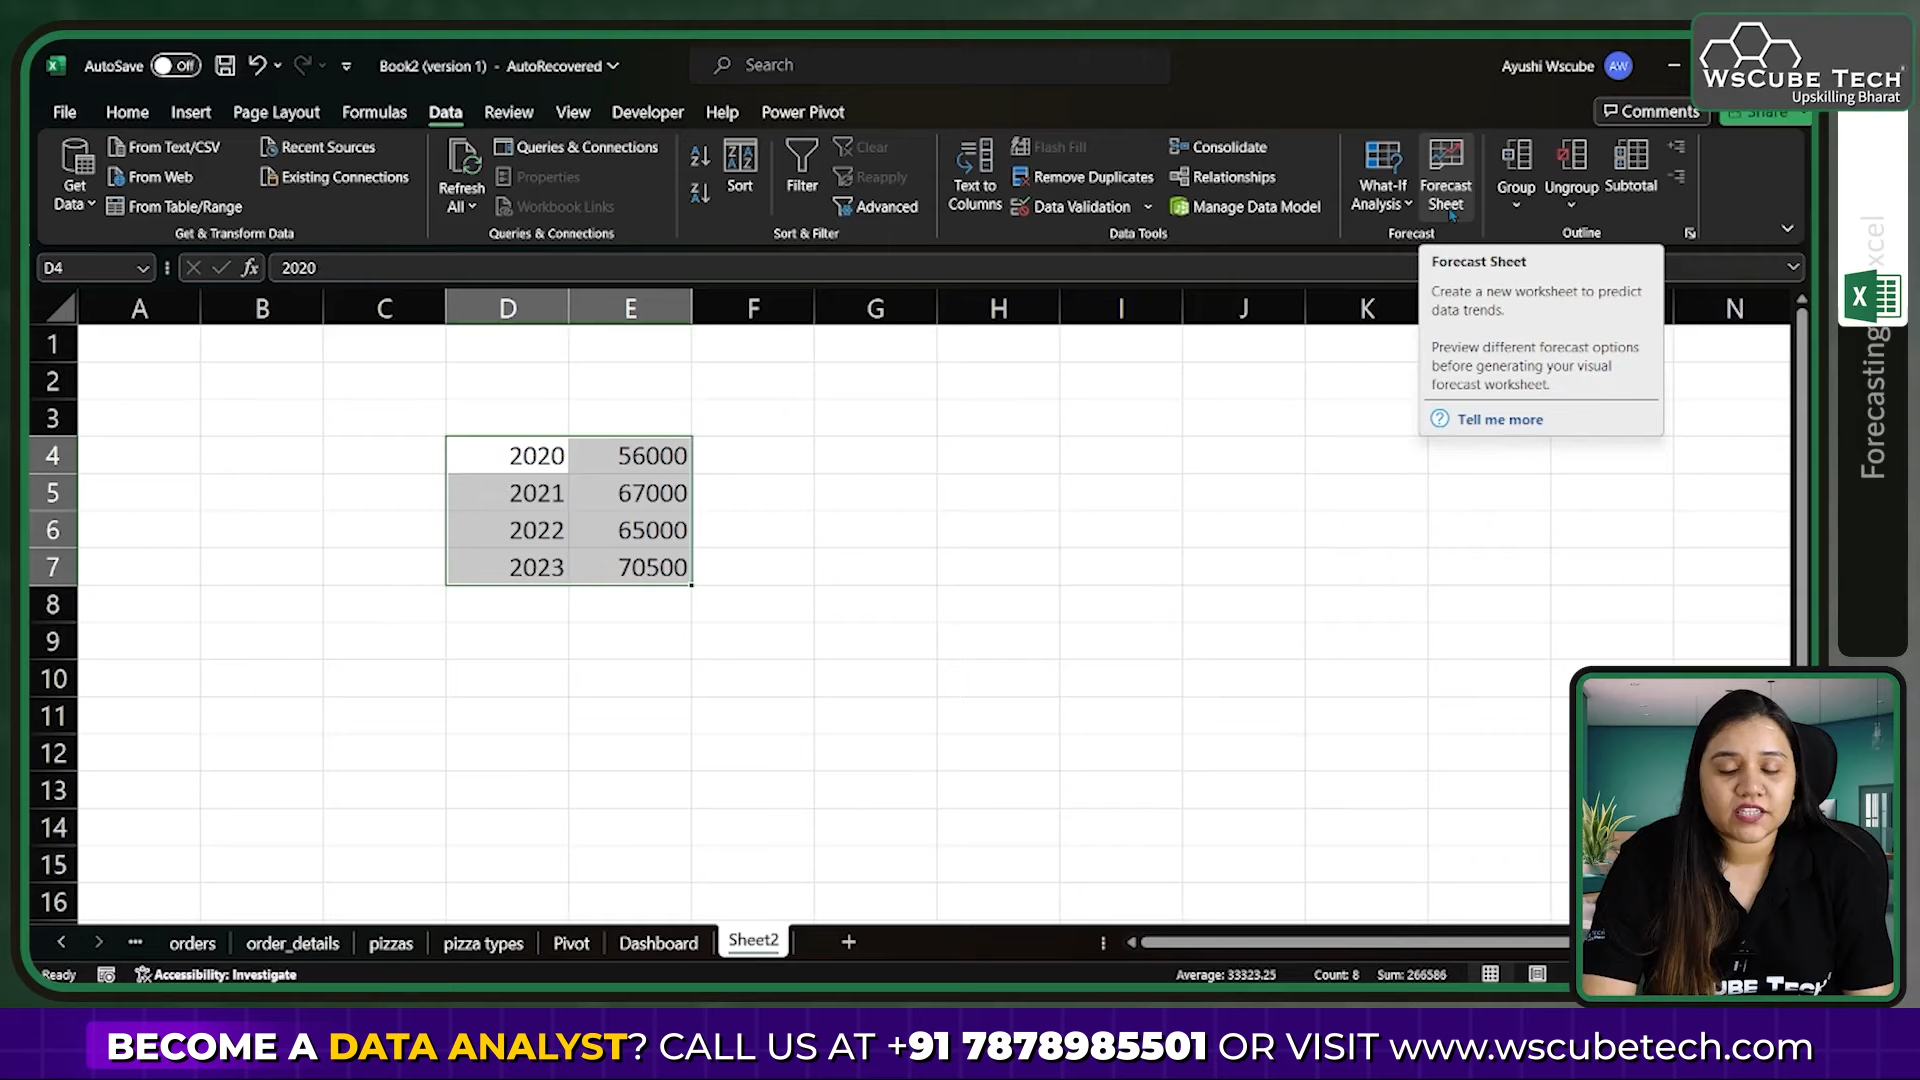 AutoSave Off Book2 (version 1) - AutoRecovered Search Ayushi Wscube AW
WsCube Tech
Upskilling Bharat
File Home Insert Page Layout Formulas Data Review View Developer Help Power Pivot Comments Share
Get Data
From Text/CSV
From Web
From Table/Range
Recent Sources
Existing Connections
Get & Transform Data
Refresh All
Queries & Connections
Properties
Workbook Links
Queries & Connections
Sort
Filter
Clear
Reapply
Advanced
Sort & Filter
Text to Columns
Flash Fill
Remove Duplicates
Data Validation
Consolidate
Relationships
Manage Data Model
Data Tools
What-If Analysis
Forecast Sheet
Forecast
Group
Ungroup
Subtotal
Outline
D4 fx 2020
Forecast Sheet
Create a new worksheet to predict
data trends.
Preview different forecast options
before generating your visual
forecast worksheet.
Tell me more
A B C D E F G H I J K N
1
2
3
4 2020 56000
5 2021 67000
6 2022 65000
7 2023 70500
8
9
10
11
12
13
14
15
16
orders order_details pizzas pizza types Pivot Dashboard Sheet2
Ready Accessibility: Investigate Average: 33323.25 Count: 8 Sum: 266586
X
Forecasting
BECOME A DATA ANALYST? CALL US AT +91 7878985501 OR VISIT www.wscubetech.com